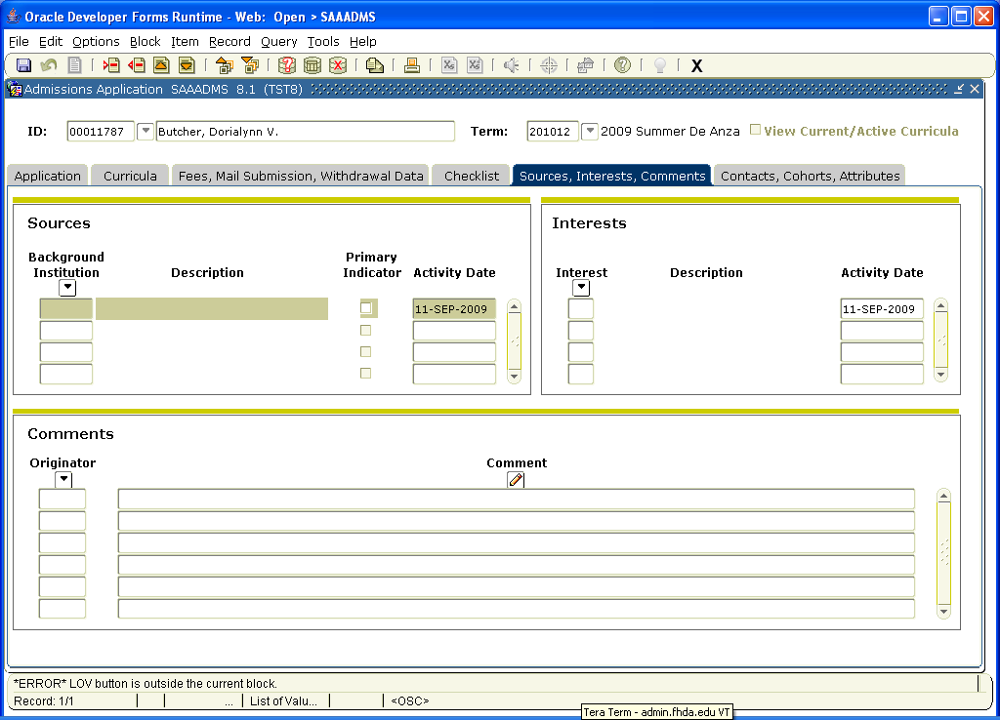 Oracle Developer Forms Runtime - Web: Open > SAAADMS
File Edit Options Block Item Record Query Tools Help
X
Admissions Application SAAADMS 8.1 (TST8)
ID: 00011787 Butcher, Dorialynn V. Term: 201012 2009 Summer De Anza View Current/Active Curricula
Application Curricula Fees, Mail Submission, Withdrawal Data Checklist Sources, Interests, Comments Contacts, Cohorts, Attributes
Sources
Background Institution Description Primary Indicator Activity Date
11-SEP-2009
Interests
Interest Description Activity Date
11-SEP-2009
Comments
Originator Comment
*ERROR* LOV button is outside the current block.
Record: 1/1 ... List of Valu... <OSC>
Tera Term - admin.fhda.edu VT